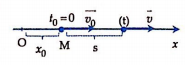 t₀=0 v₀ (t) v
O M x
x₀ s